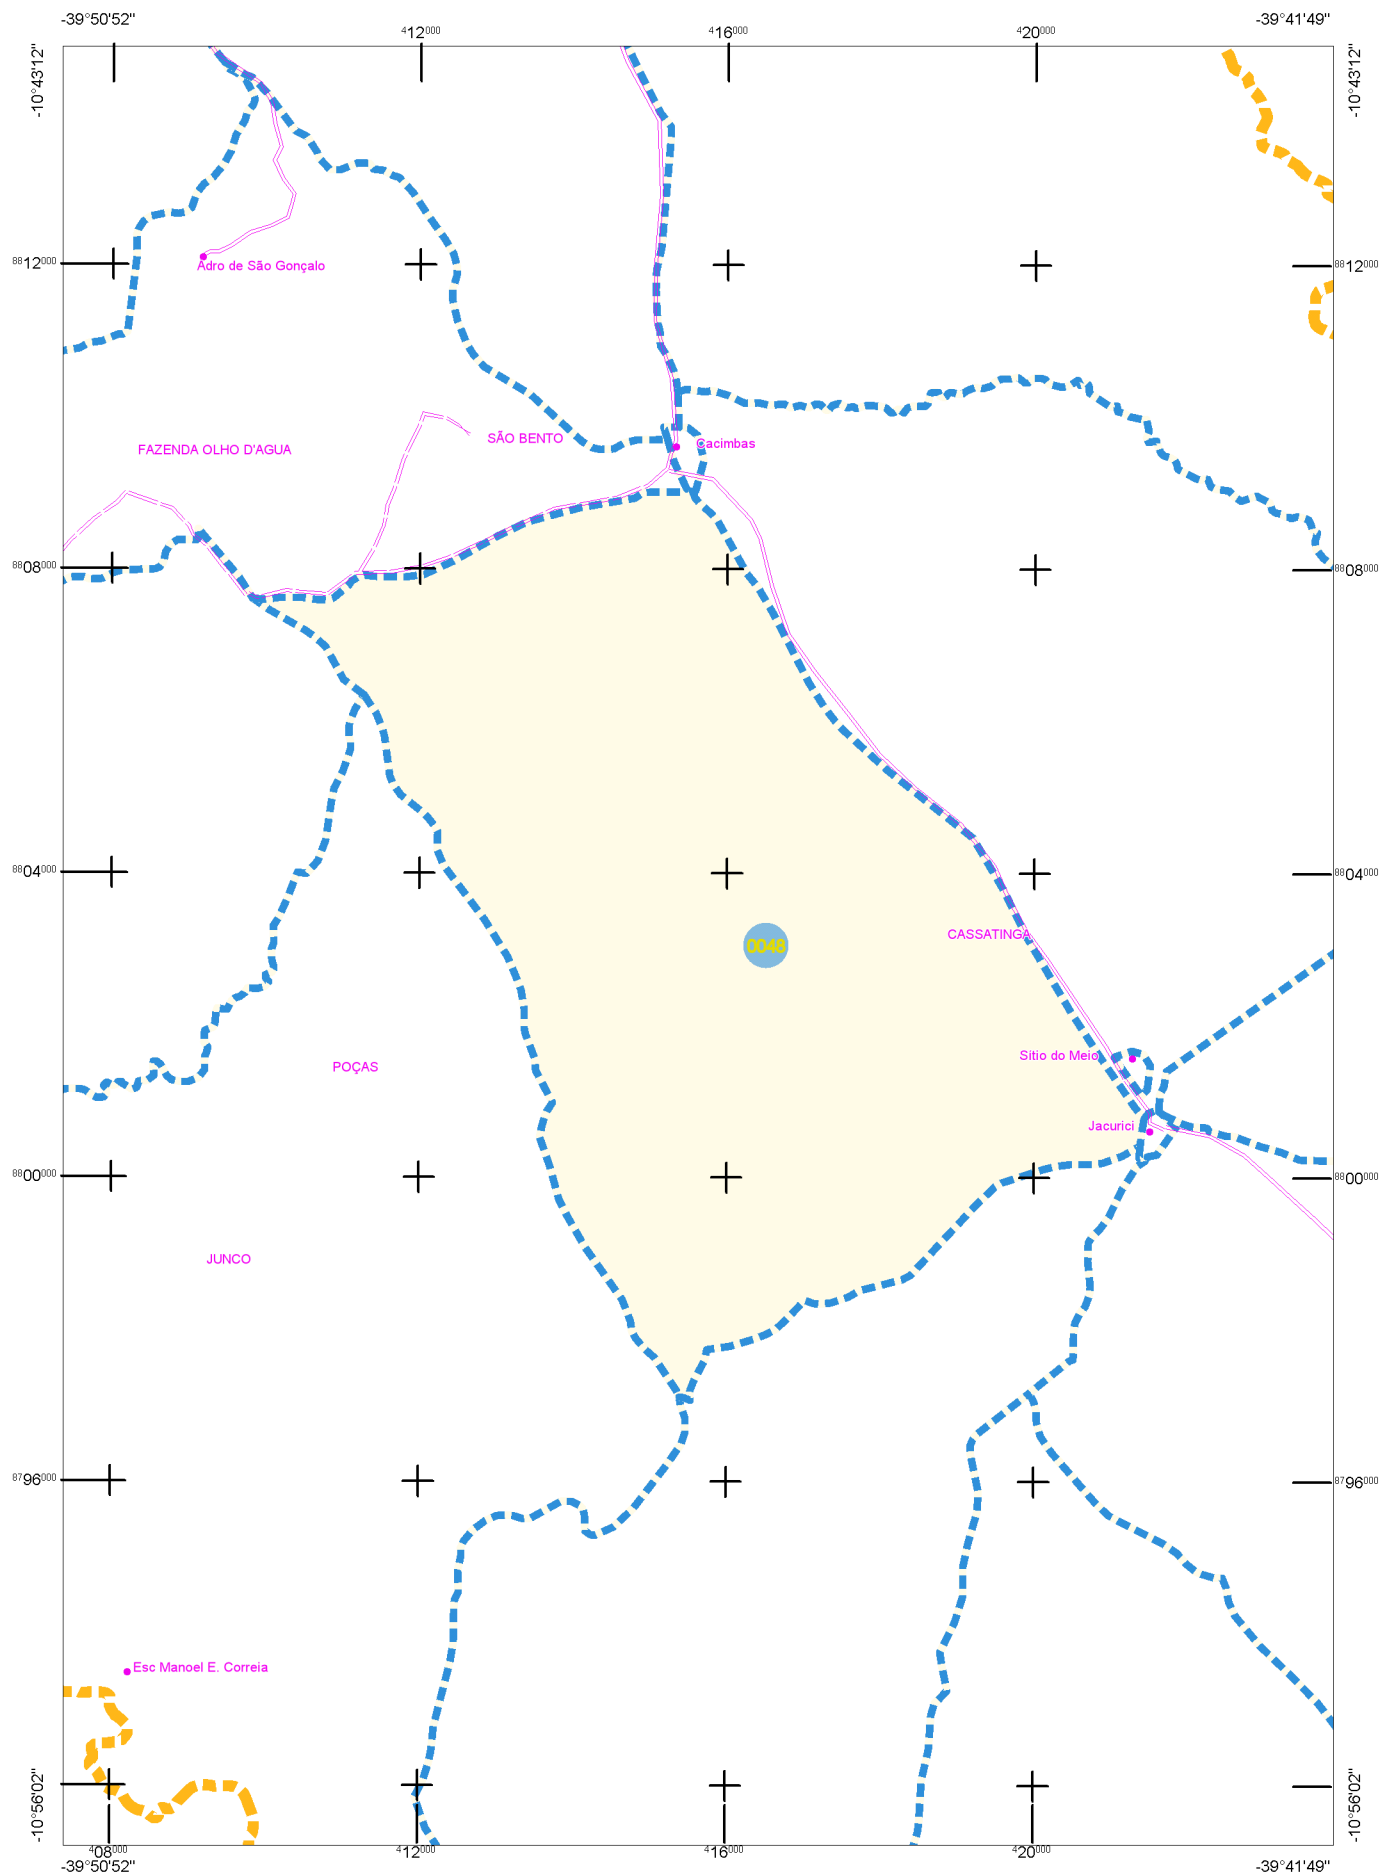 -39°50'52"
-39°41'49"
412000
416000
420000
-10°43'12"
-10°43'12"
8812000
8812000
Adro de São Gonçalo
SÃO BENTO
Cacimbas
FAZENDA OLHO D'AGUA
8808000
8808000
8804000
8804000
CASSATINGA
0048
Sítio do Meio
POÇAS
Jacurici
8800000
8800000
JUNCO
8796000
8796000
Esc Manoel E. Correia
-10°56'02"
-10°56'02"
408000
412000
416000
420000
-39°50'52"
-39°41'49"